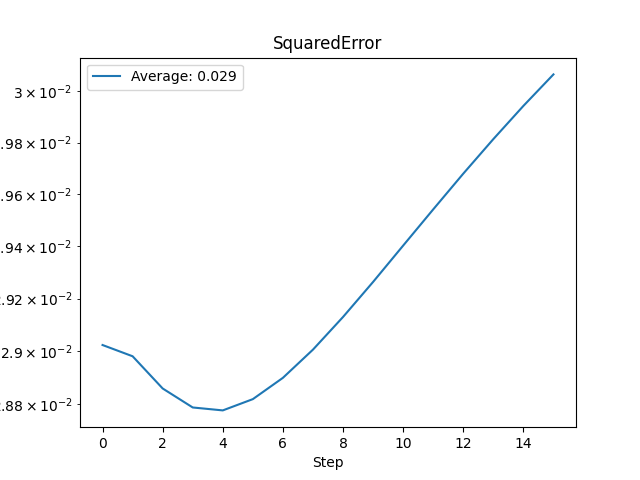 SquaredError
Average: 0.029
3 × 10⁻²
.98 × 10⁻²
.96 × 10⁻²
.94 × 10⁻²
.92 × 10⁻²
2.9 × 10⁻²
.88 × 10⁻²
0 2 4 6 8 10 12 14
Step